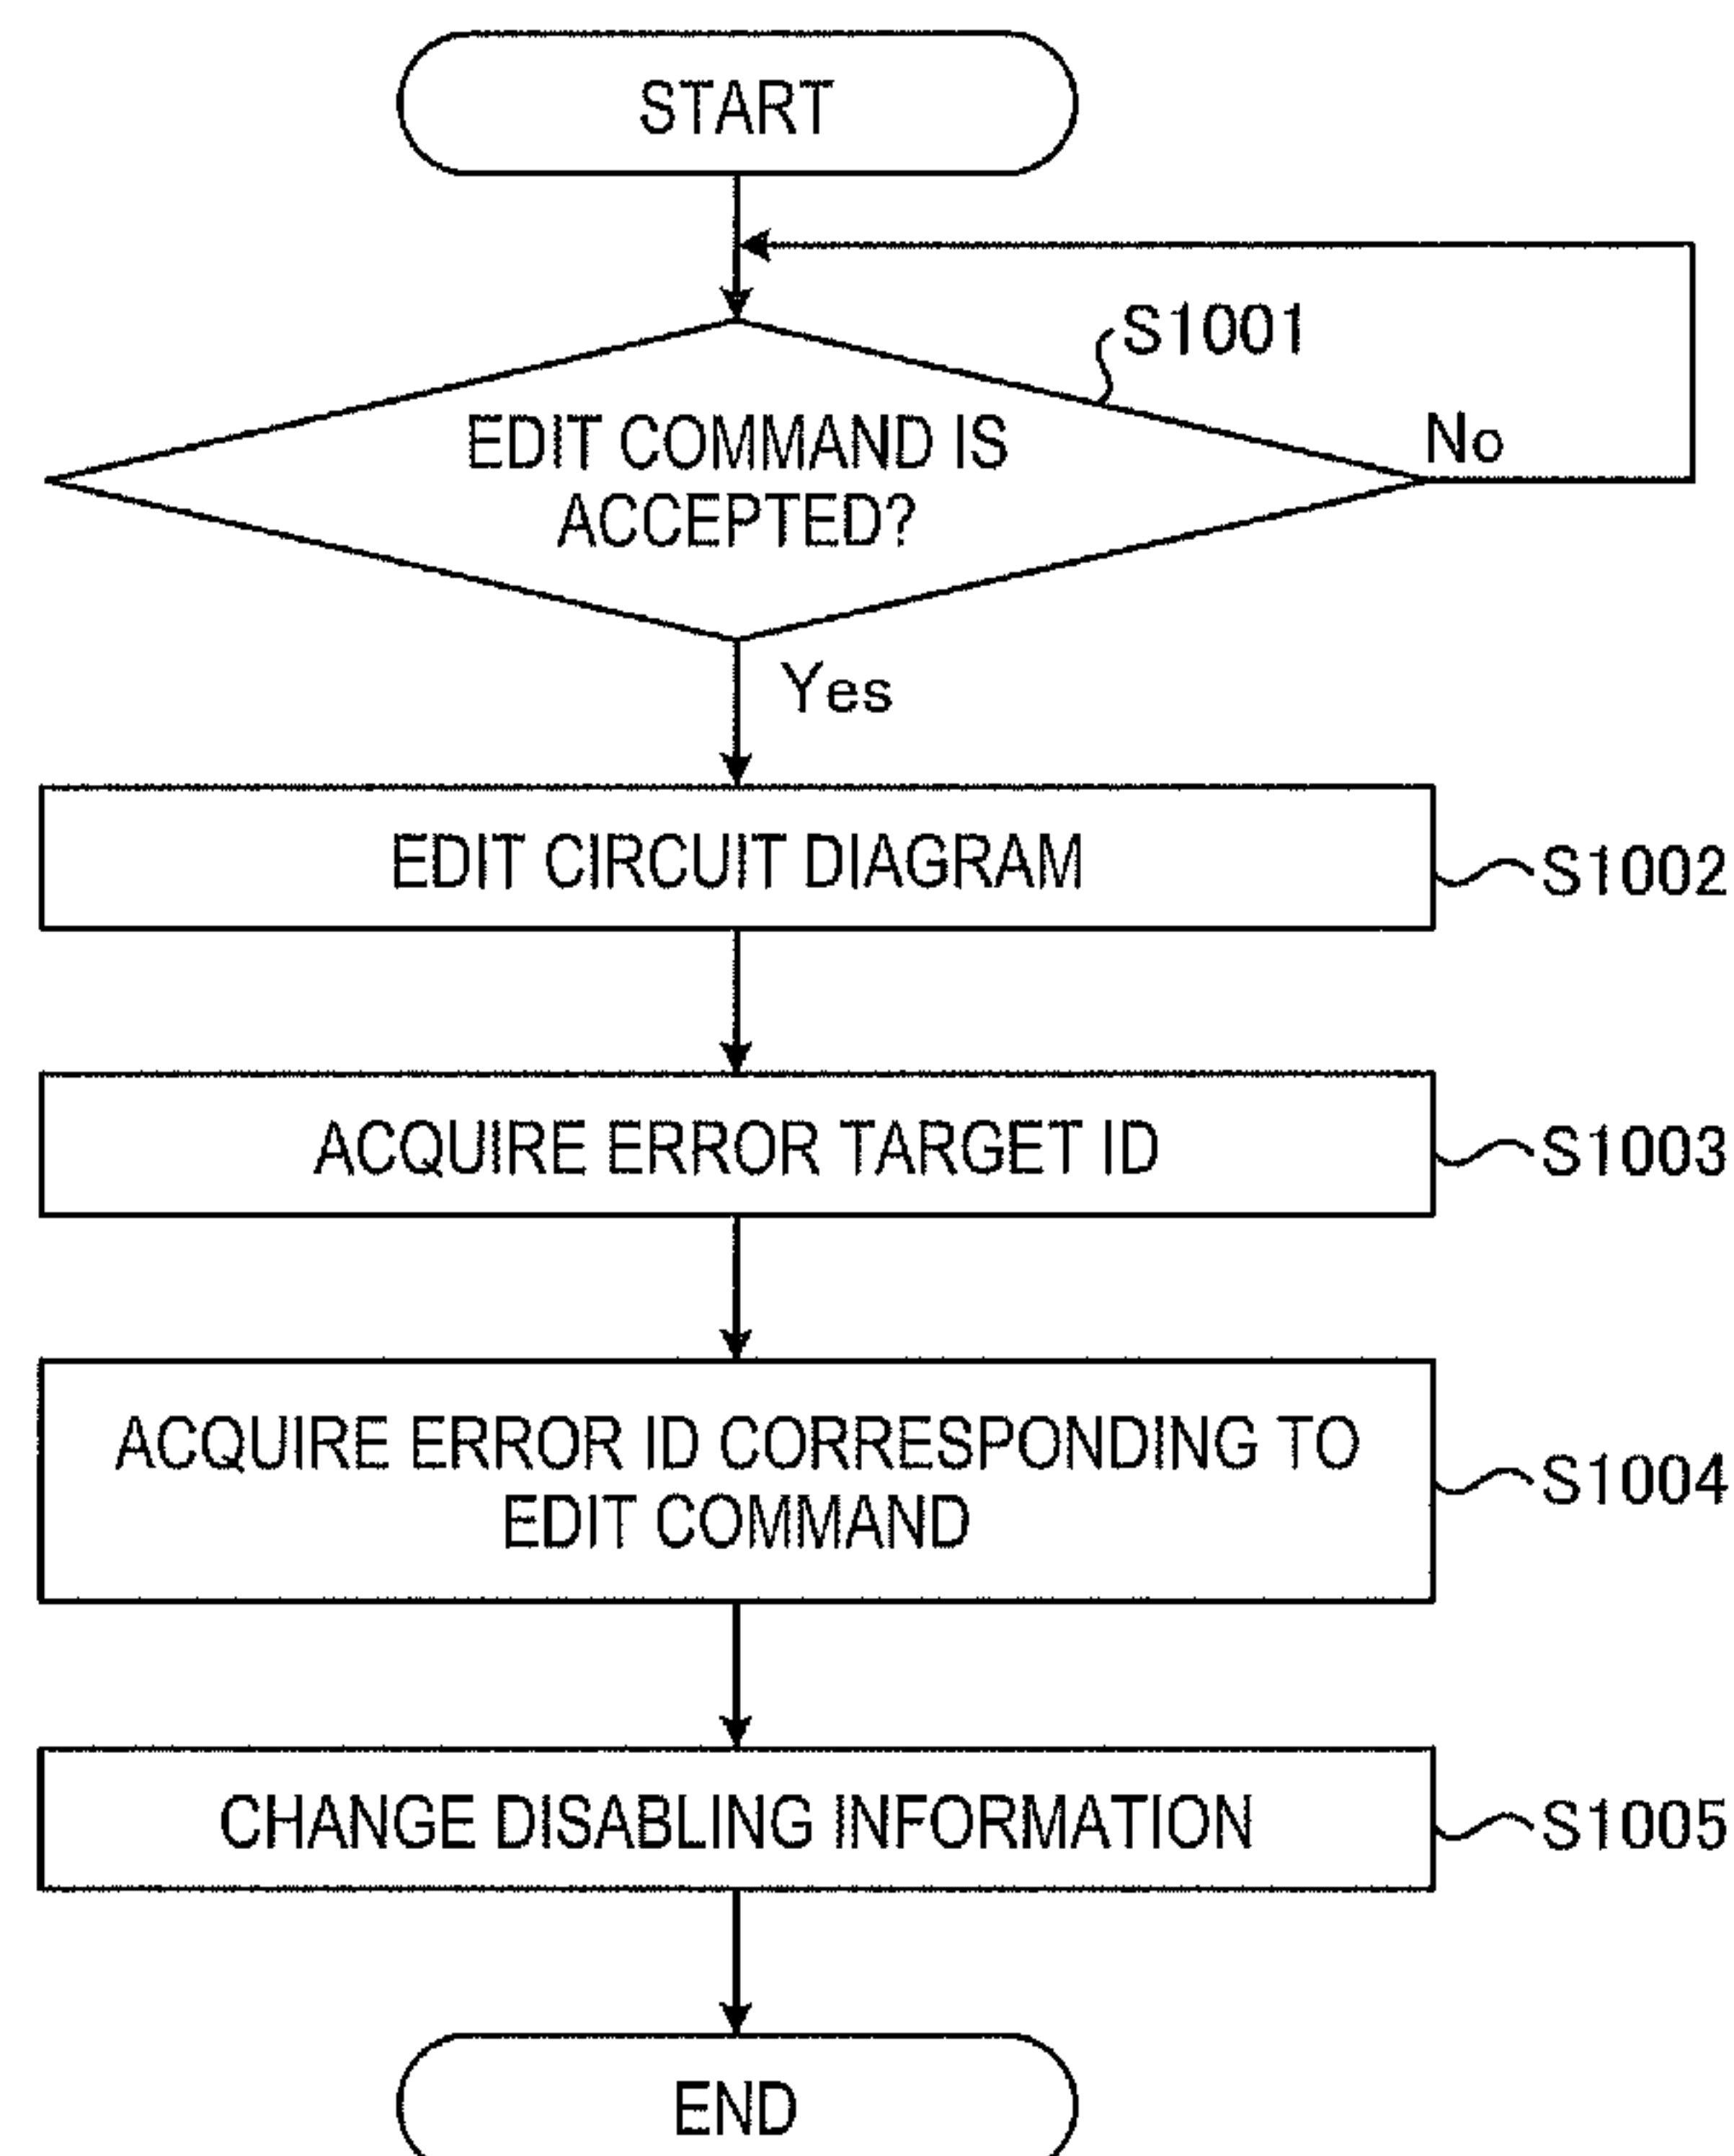 START
S1001
EDIT COMMAND IS
ACCEPTED?
No
Yes
EDIT CIRCUIT DIAGRAM
S1002
ACQUIRE ERROR TARGET ID
S1003
ACQUIRE ERROR ID CORRESPONDING TO
EDIT COMMAND
S1004
CHANGE DISABLING INFORMATION
S1005
END